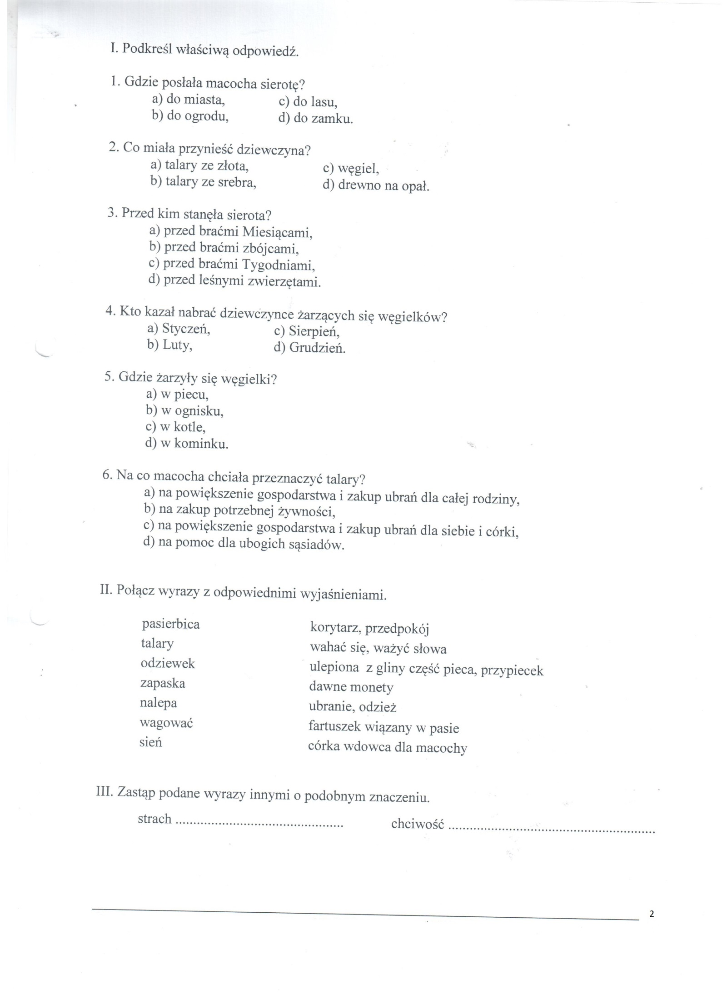 I. Podkreśl właściwą odpowiedź.
1. Gdzie posłała macocha sierotę?
a) do miasta, c) do lasu,
b) do ogrodu, d) do zamku.
2. Co miała przynieść dziewczyna?
a) talary ze złota, c) węgiel,
b) talary ze srebra, d) drewno na opał.
3. Przed kim stanęła sierota?
a) przed braćmi Miesiącami,
b) przed braćmi zbójcami,
c) przed braćmi Tygodniami,
d) przed leśnymi zwierzętami.
4. Kto kazał nabrać dziewczynce żarzących się węgielków?
a) Styczeń, c) Sierpień,
b) Luty, d) Grudzień.
5. Gdzie żarzyły się węgielki?
a) w piecu,
b) w ognisku,
c) w kotle,
d) w kominku.
6. Na co macocha chciała przeznaczyć talary?
a) na powiększenie gospodarstwa i zakup ubrań dla całej rodziny,
b) na zakup potrzebnej żywności,
c) na powiększenie gospodarstwa i zakup ubrań dla siebie i córki,
d) na pomoc dla ubogich sąsiadów.
II. Połącz wyrazy z odpowiednimi wyjaśnieniami.
pasierbica korytarz, przedpokój
talary wahać się, ważyć słowa
odziewek ulepiona z gliny część pieca, przypiecek
zapaska dawne monety
nalepa ubranie, odzież
wagować fartuszek wiązany w pasie
sień córka wdowca dla macochy
III. Zastąp podane wyrazy innymi o podobnym znaczeniu.
strach ................................................ chciwość ............................................................
2